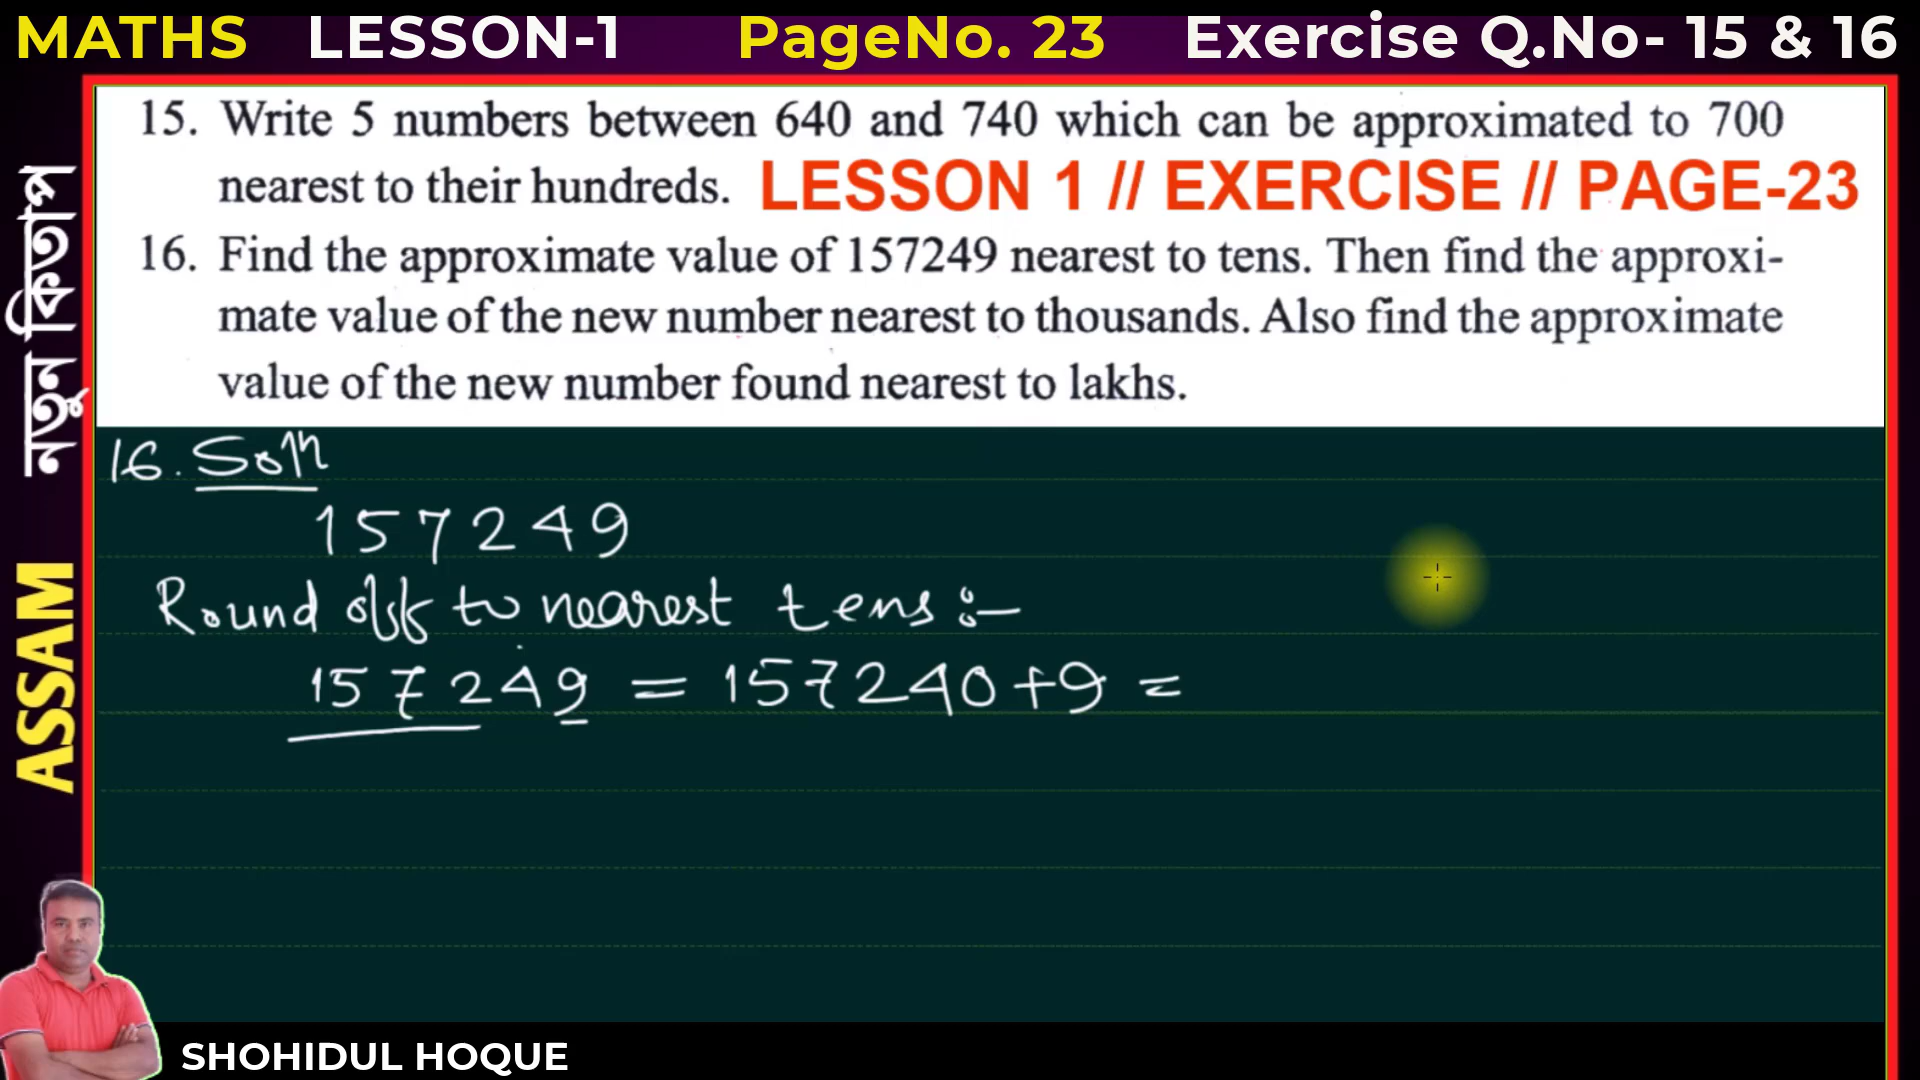 MATHS LESSON-1 PageNo. 23 Exercise Q.No- 15 & 16
15. Write 5 numbers between 640 and 740 which can be approximated to 700
nearest to their hundreds. LESSON 1 // EXERCISE // PAGE-23
16. Find the approximate value of 157249 nearest to tens. Then find the approxi-
mate value of the new number nearest to thousands. Also find the approximate
value of the new number found nearest to lakhs.
16. Soln
157249
Round off to nearest tens :-
157249 = 157240+9 =
ASSAM নতুন কিতাপ
SHOHIDUL HOQUE